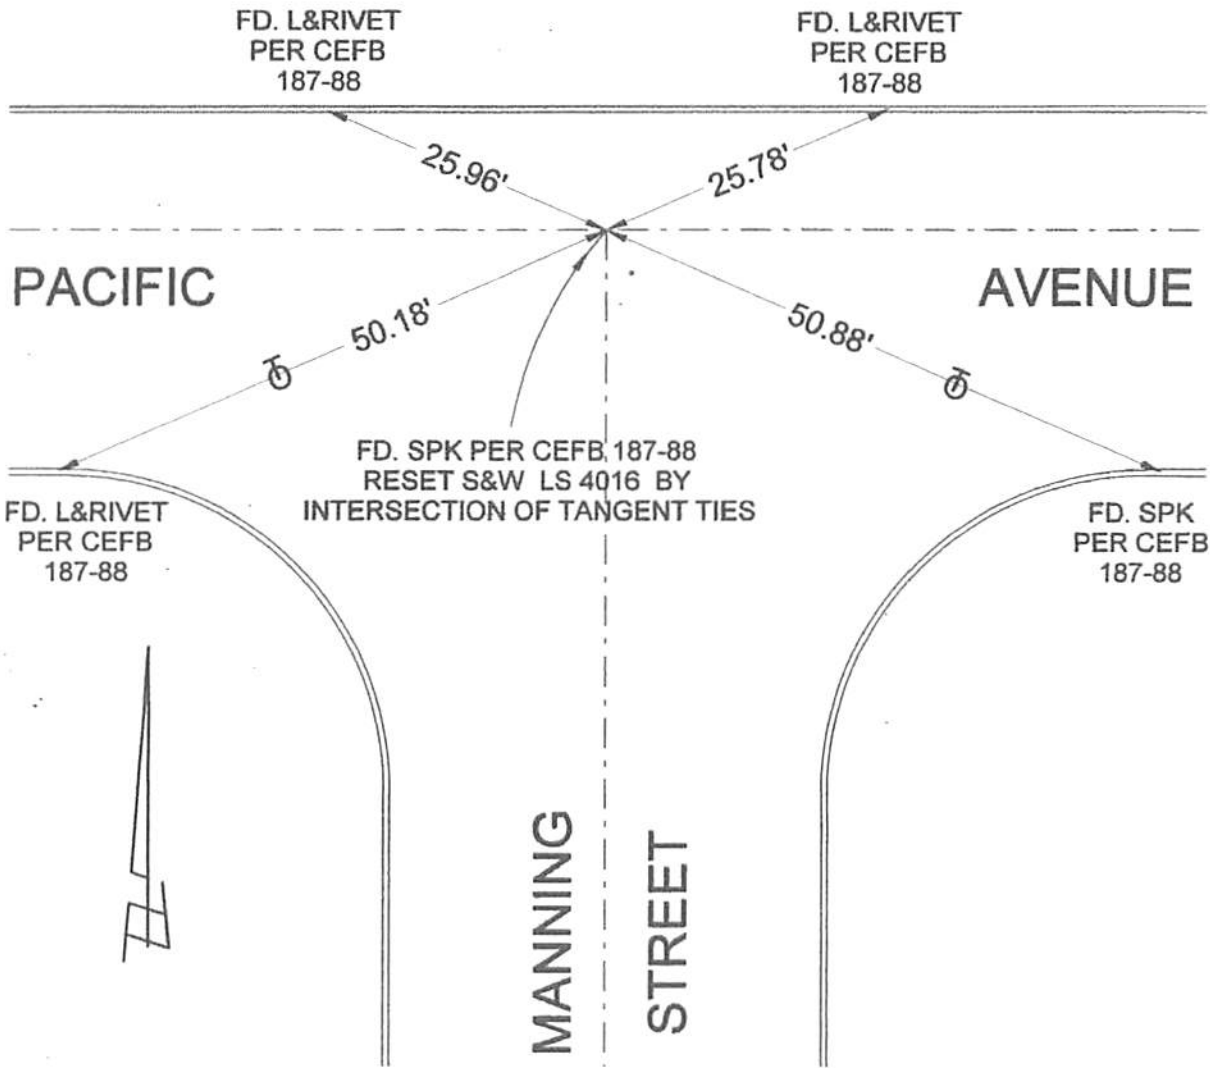 FD. L&RIVET
PER CEFB
187-88
FD. L&RIVET
PER CEFB
187-88
25.96'
25.78'
PACIFIC
AVENUE
50.18'
50.88'
FD. SPK PER CEFB 187-88
RESET S&W LS 4016 BY
INTERSECTION OF TANGENT TIES
FD. L&RIVET
PER CEFB
187-88
FD. SPK
PER CEFB
187-88
MANNING
STREET